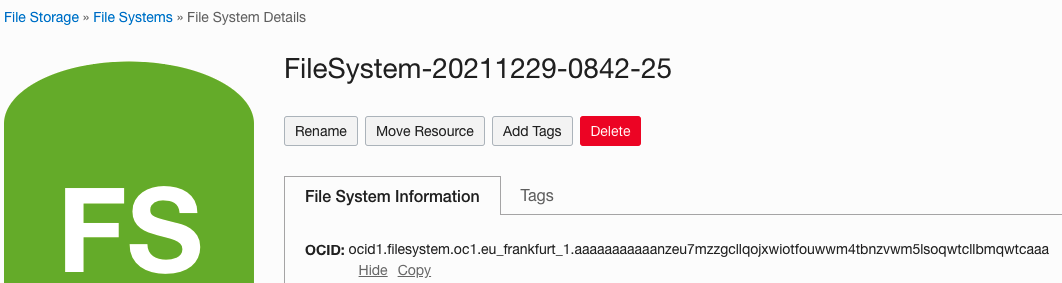 File Storage » File Systems » File System Details
FileSystem-20211229-0842-25
Rename Move Resource Add Tags Delete
FS
File System Information Tags
OCID: ocid1.filesystem.oc1.eu_frankfurt_1.aaaaaaaaaaanzeu7mzzgcllqojxwiotfouwwm4tbnzvwm5lsoqwtcllbmqwtcaaa
Hide Copy